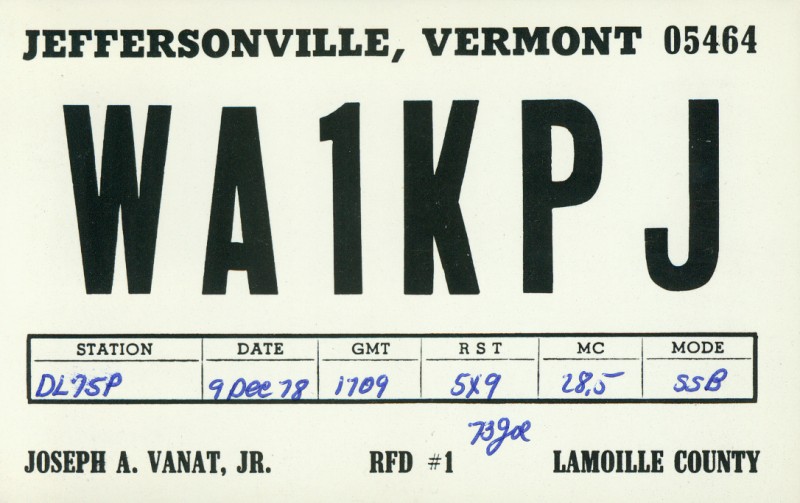 JEFFERSONVILLE, VERMONT 05464
WA1KPJ
STATION DATE GMT RST MC MODE
DL7SP 9 Dec 78 1709 5X9 28,5 SSB
73 Joe
JOSEPH A. VANAT, JR. RFD #1 LAMOILLE COUNTY